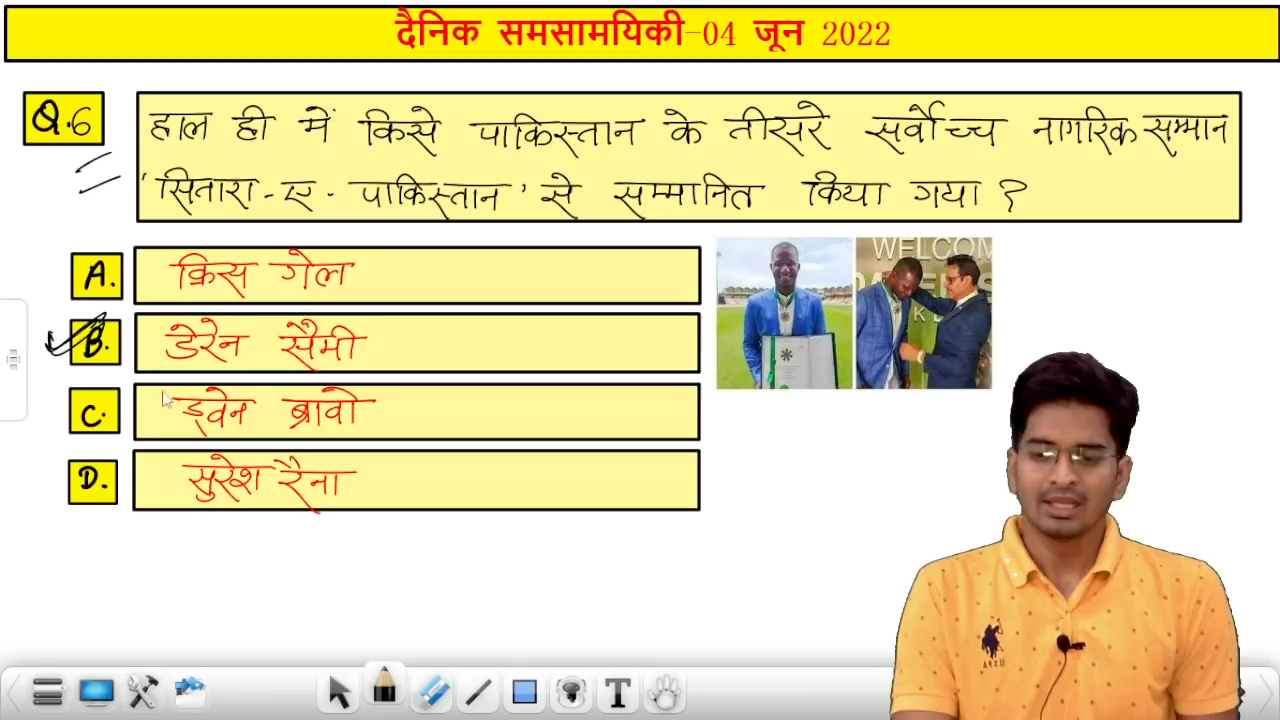 दैनिक समसामयिकी-04 जून 2022
Q.6
हाल ही में किसे पाकिस्तान के तीसरे सर्वोच्च नागरिक सम्मान
'सितारा-ए-पाकिस्तान' से सम्मानित किया गया ?
A. क्रिस गेल
B. डेरेन सैमी
C. ड्वेन ब्रावो
D. सुरेश रैना
WELCOM